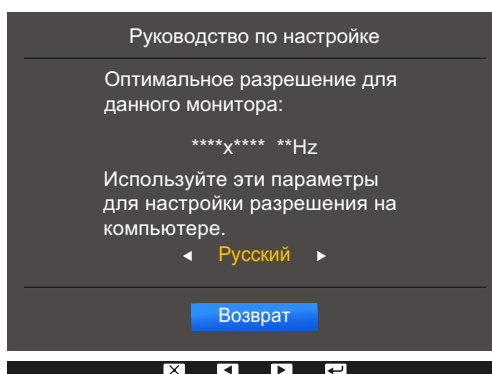 Руководство по настройке
Оптимальное разрешение для
данного монитора:
****x**** **Hz
Используйте эти параметры
для настройки разрешения на
компьютере.
Русский
Возврат